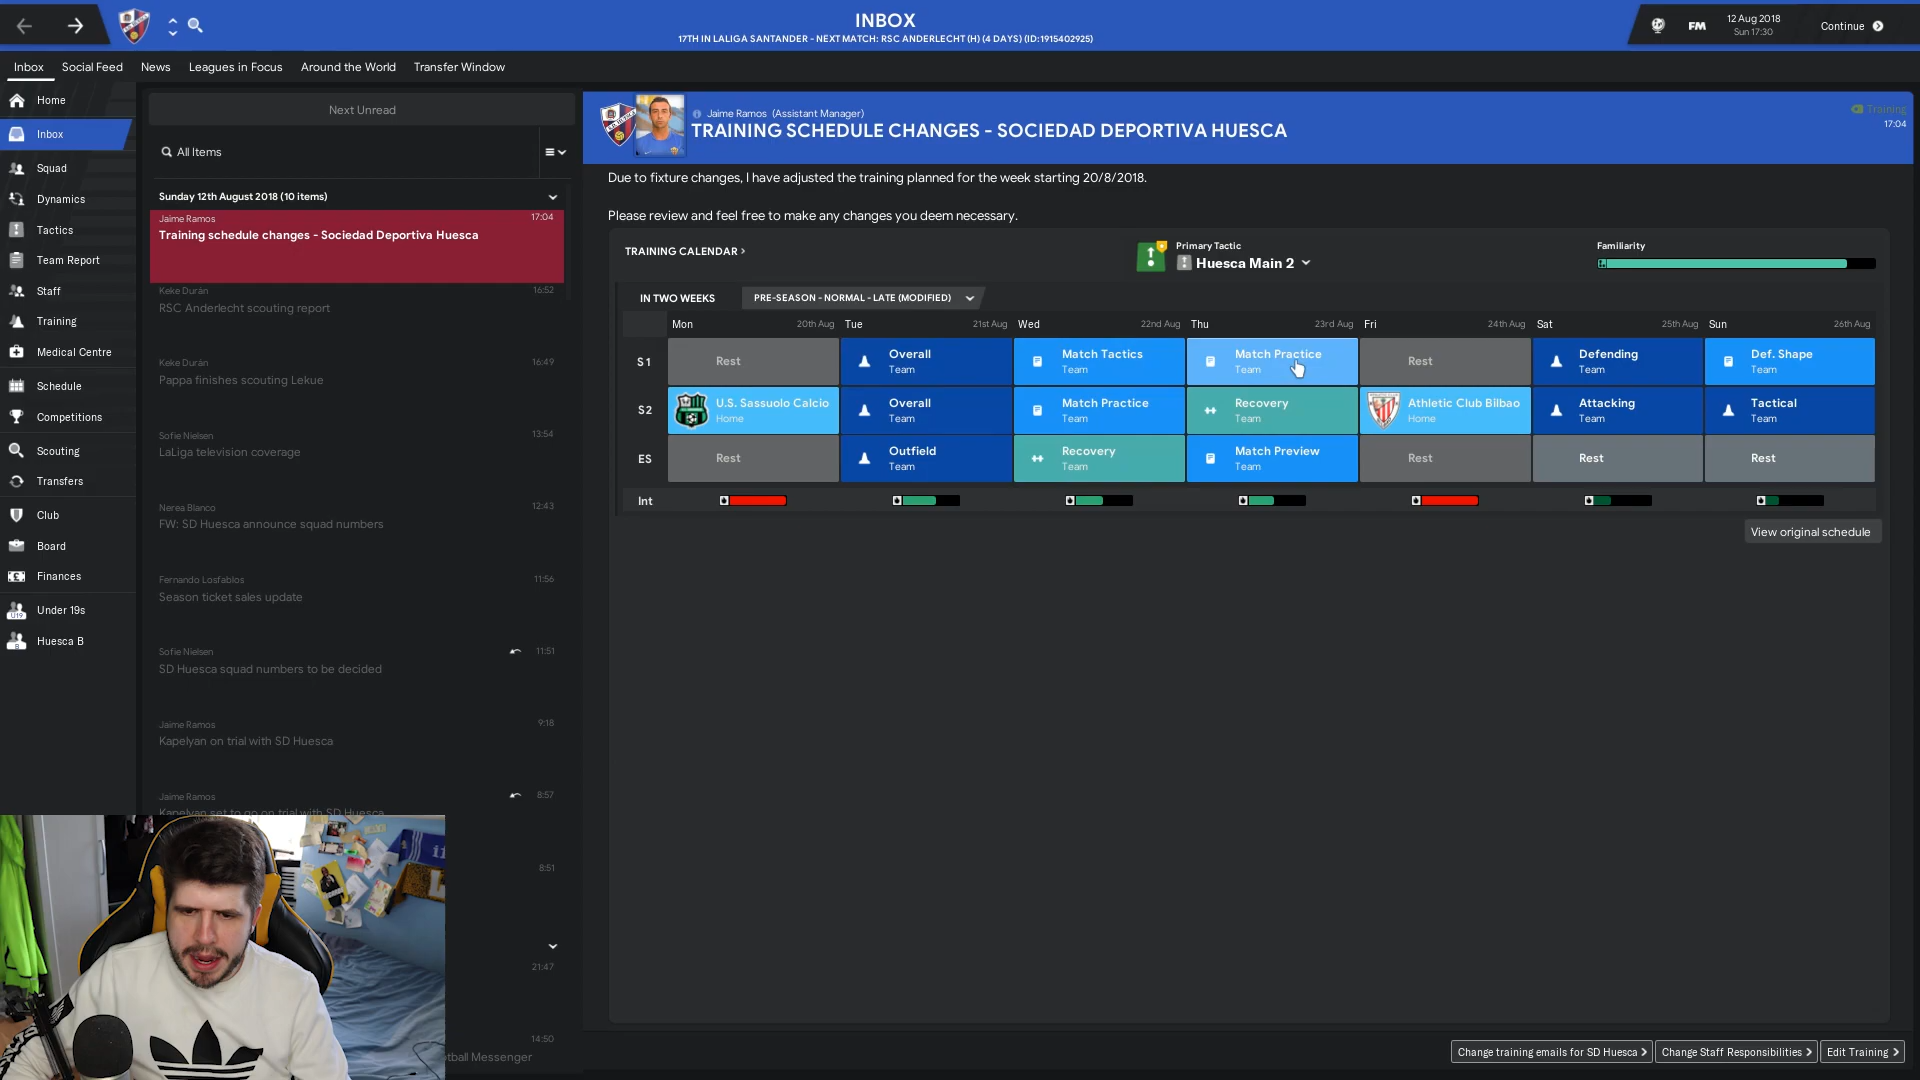 INBOX
17TH IN LALIGA SANTANDER - NEXT MATCH: RSC ANDERLECHT (H) (4 DAYS) (ID:1915402925)
FM
12 Aug 2018
Sun 17:30
Continue
Inbox
Social Feed
News
Leagues in Focus
Around the World
Transfer Window
Home
Inbox
Squad
Dynamics
Tactics
Team Report
Staff
Training
Medical Centre
Schedule
Competitions
Scouting
Transfers
Club
Board
Finances
Under 19s
Huesca B
Next Unread
All Items
Sunday 12th August 2018 (10 items)
Jaime Ramos 17:04
Training schedule changes - Sociedad Deportiva Huesca
Keke Durán 16:52
RSC Anderlecht scouting report
Keke Durán 16:49
Pappa finishes scouting Lekue
Sofie Nielsen 13:54
LaLiga television coverage
Nerea Blanco 12:43
FW: SD Huesca announce squad numbers
Fernando Losfablos 11:56
Season ticket sales update
Sofie Nielsen 11:51
SD Huesca squad numbers to be decided
Jaime Ramos 9:18
Kapelyan on trial with SD Huesca
Jaime Ramos 8:57
Kapelyan set to go on trial with SD Huesca
8:51
21:47
14:50
tball Messenger
Jaime Ramos (Assistant Manager)
TRAINING SCHEDULE CHANGES - SOCIEDAD DEPORTIVA HUESCA
Training
17:04
Due to fixture changes, I have adjusted the training planned for the week starting 20/8/2018.
Please review and feel free to make any changes you deem necessary.
TRAINING CALENDAR >
Primary Tactic
Huesca Main 2
Familiarity
IN TWO WEEKS
PRE-SEASON - NORMAL - LATE (MODIFIED)
Mon 20th Aug Tue 21st Aug Wed 22nd Aug Thu 23rd Aug Fri 24th Aug Sat 25th Aug Sun 26th Aug
S1
Rest
Overall
Team
Match Tactics
Team
Match Practice
Team
Rest
Defending
Team
Def. Shape
Team
S2
U.S. Sassuolo Calcio
Home
Overall
Team
Match Practice
Team
Recovery
Team
Athletic Club Bilbao
Home
Attacking
Team
Tactical
Team
ES
Rest
Outfield
Team
Recovery
Team
Match Preview
Team
Rest
Rest
Rest
Int
View original schedule
Change training emails for SD Huesca >
Change Staff Responsibilities >
Edit Training >